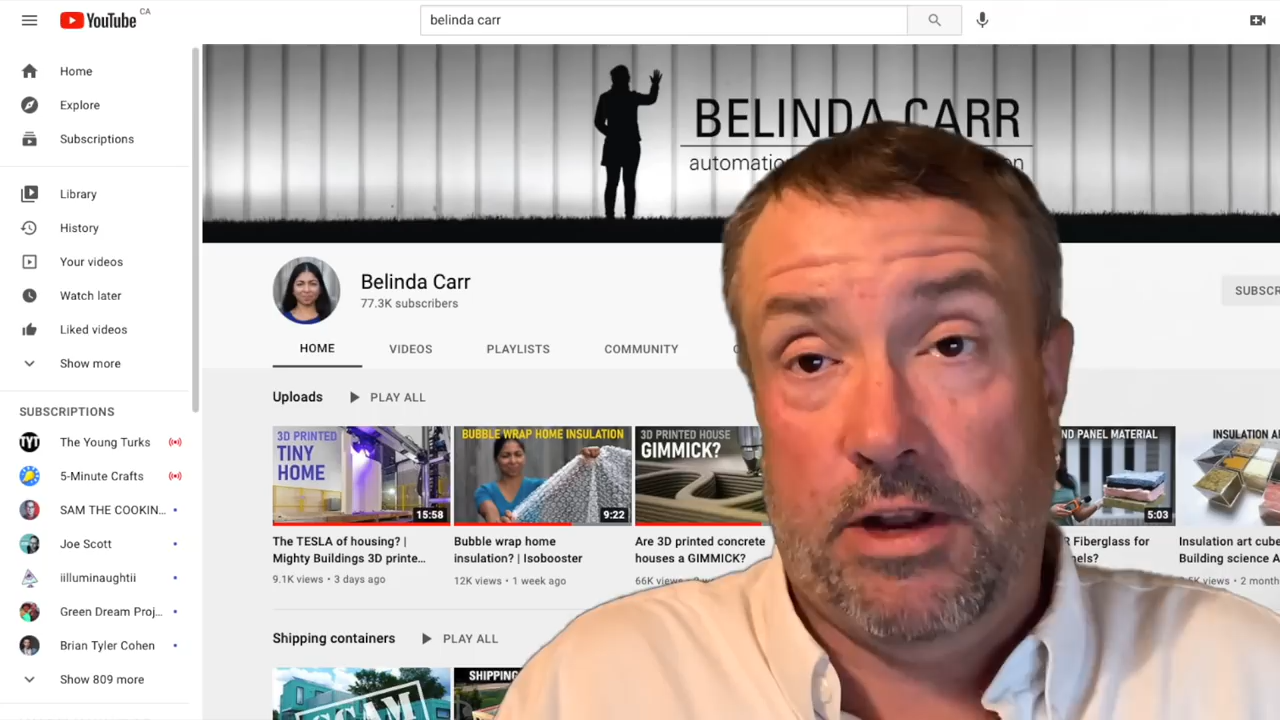 YouTube CA
belinda carr
Home
Explore
Subscriptions
Library
History
Your videos
Watch later
Liked videos
Show more
SUBSCRIPTIONS
TYT The Young Turks
5-Minute Crafts
SAM THE COOKIN...
Joe Scott
iilluminaughtii
Green Dream Proj...
Brian Tyler Cohen
Show 809 more
BELINDA CARR
automation
Belinda Carr
77.3K subscribers
SUBSCR
HOME VIDEOS PLAYLISTS COMMUNITY
Uploads PLAY ALL
3D PRINTED
TINY
HOME
15:58
The TESLA of housing? |
Mighty Buildings 3D printe...
9.1K views • 3 days ago
BUBBLE WRAP HOME INSULATION
9:22
Bubble wrap home
insulation? | Isobooster
12K views • 1 week ago
3D PRINTED HOUSE
GIMMICK?
Are 3D printed concrete
houses a GIMMICK?
66K views
ND PANEL MATERIAL
5:03
R Fiberglass for
nels?
INSULATION A
Insulation art cube
Building science A
5K views • 2 month
Shipping containers PLAY ALL
SCAM
SHIPPING